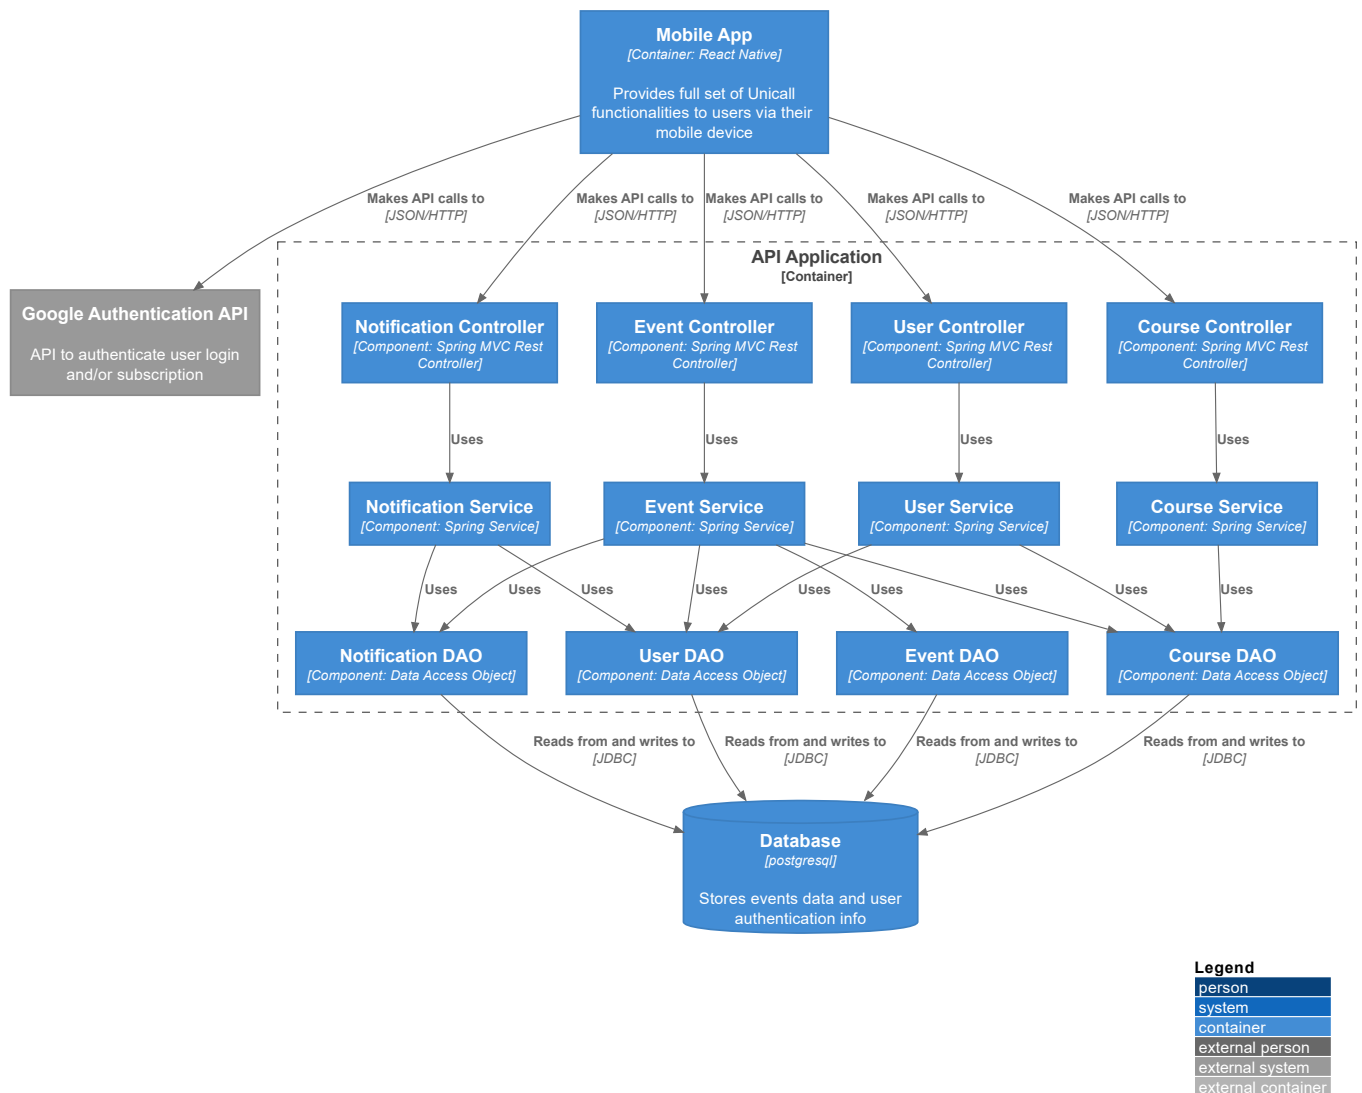 Mobile App
[Container: React Native]
Provides full set of Unicall
functionalities to users via their
mobile device
Makes API calls to
[JSON/HTTP]
Makes API calls to
[JSON/HTTP]
Makes API calls to
[JSON/HTTP]
Makes API calls to
[JSON/HTTP]
Makes API calls to
[JSON/HTTP]
API Application
[Container]
Google Authentication API
API to authenticate user login
and/or subscription
Notification Controller
[Component: Spring MVC Rest
Controller]
Event Controller
[Component: Spring MVC Rest
Controller]
User Controller
[Component: Spring MVC Rest
Controller]
Course Controller
[Component: Spring MVC Rest
Controller]
Uses
Uses
Uses
Uses
Notification Service
[Component: Spring Service]
Event Service
[Component: Spring Service]
User Service
[Component: Spring Service]
Course Service
[Component: Spring Service]
Uses
Uses
Uses
Uses
Uses
Uses
Uses
Uses
Uses
Notification DAO
[Component: Data Access Object]
User DAO
[Component: Data Access Object]
Event DAO
[Component: Data Access Object]
Course DAO
[Component: Data Access Object]
Reads from and writes to
[JDBC]
Reads from and writes to
[JDBC]
Reads from and writes to
[JDBC]
Reads from and writes to
[JDBC]
Database
[postgresql]
Stores events data and user
authentication info
Legend
person
system
container
external person
external system
external container